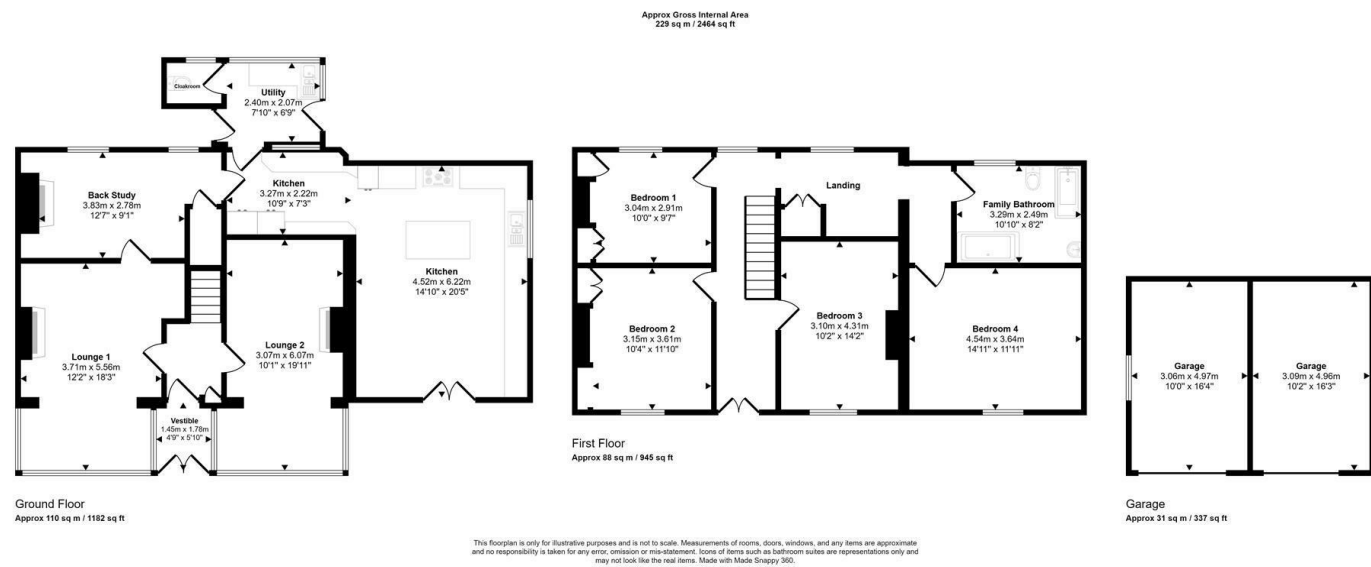 Approx Gross Internal Area
229 sq m / 2464 sq ft
Cloakroom
Utility
2.40m x 2.07m
7'10" x 6'9"
Back Study
3.83m x 2.78m
12'7" x 9'1"
Kitchen
3.27m x 2.22m
10'9" x 7'3"
Kitchen
4.52m x 6.22m
14'10" x 20'5"
Lounge 1
3.71m x 5.56m
12'2" x 18'3"
Lounge 2
3.07m x 6.07m
10'1" x 19'11"
Vestible
1.45m x 1.78m
4'9" x 5'10"
Ground Floor
Approx 110 sq m / 1182 sq ft
Bedroom 1
3.04m x 2.91m
10'0" x 9'7"
Landing
Family Bathroom
3.29m x 2.49m
10'10" x 8'2"
Bedroom 2
3.15m x 3.61m
10'4" x 11'10"
Bedroom 3
3.10m x 4.31m
10'2" x 14'2"
Bedroom 4
4.54m x 3.64m
14'11" x 11'11"
First Floor
Approx 88 sq m / 945 sq ft
Garage
3.06m x 4.97m
10'0" x 16'4"
Garage
3.09m x 4.96m
10'2" x 16'3"
Garage
Approx 31 sq m / 337 sq ft
This floorplan is only for illustrative purposes and is not to scale. Measurements of rooms, doors, windows, and any items are approximate
and no responsibility is taken for any error, omission or mis-statement. Icons of items such as bathroom suites are representations only and
may not look like the real items. Made with Made Snappy 360.